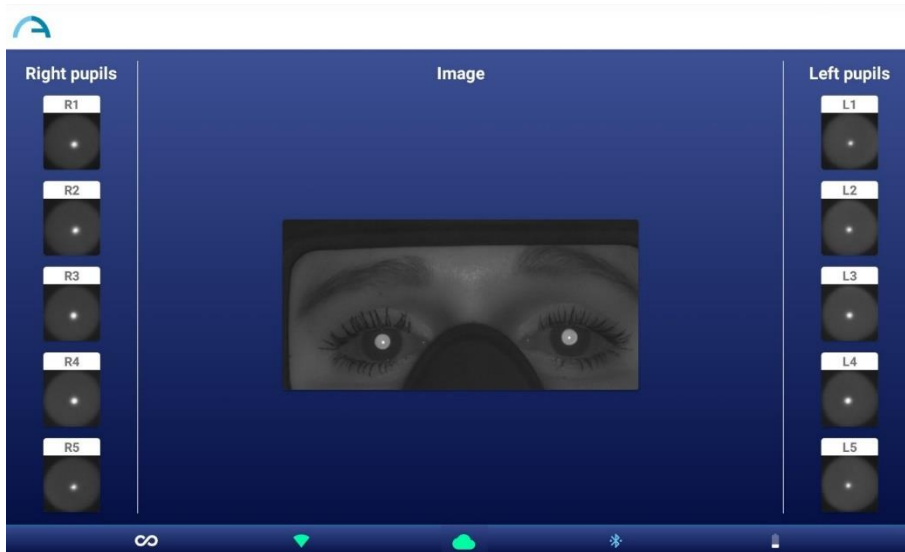 Right pupils
Image
Left pupils
R1
L1
R2
L2
R3
L3
R4
L4
R5
L5